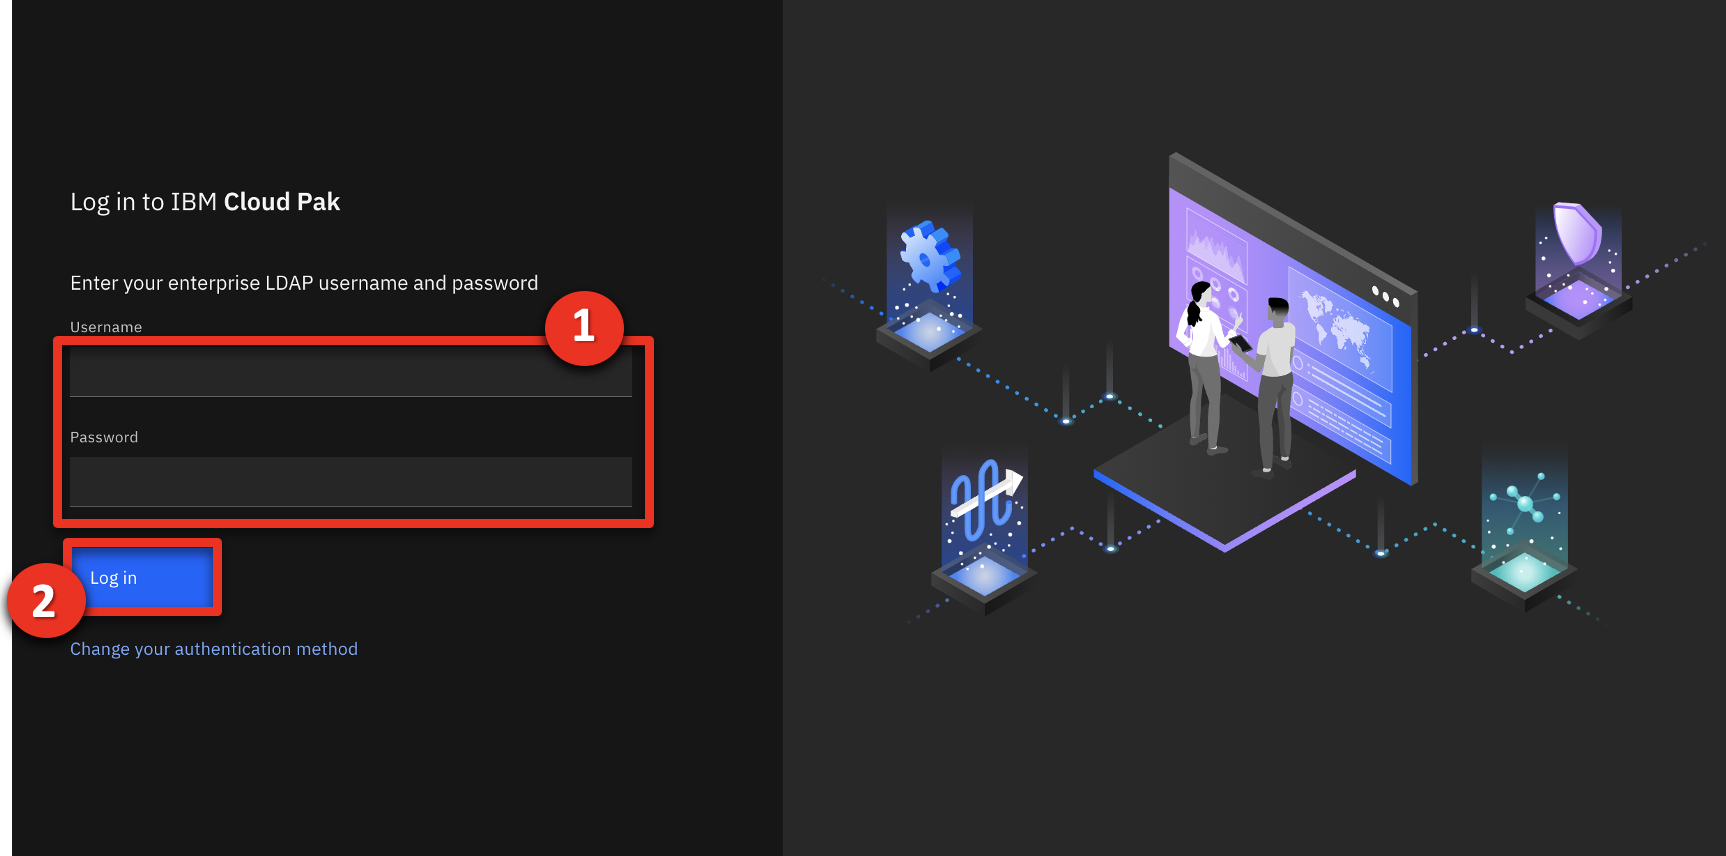 Log in to IBM Cloud Pak
Enter your enterprise LDAP username and password
1
Username
Password
Log in
2
Change your authentication method